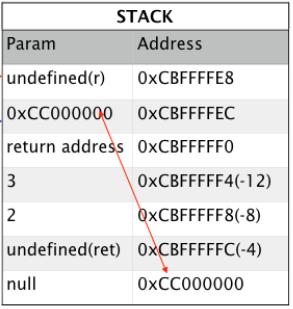 STACK
Param Address
undefined(r) 0xCBFFFFE8
0xCC000000 0xCBFFFFEC
return address 0xCBFFFFF0
3 0xCBFFFFF4(-12)
2 0xCBFFFFF8(-8)
undefined(ret) 0xCBFFFFFC(-4)
null 0xCC000000